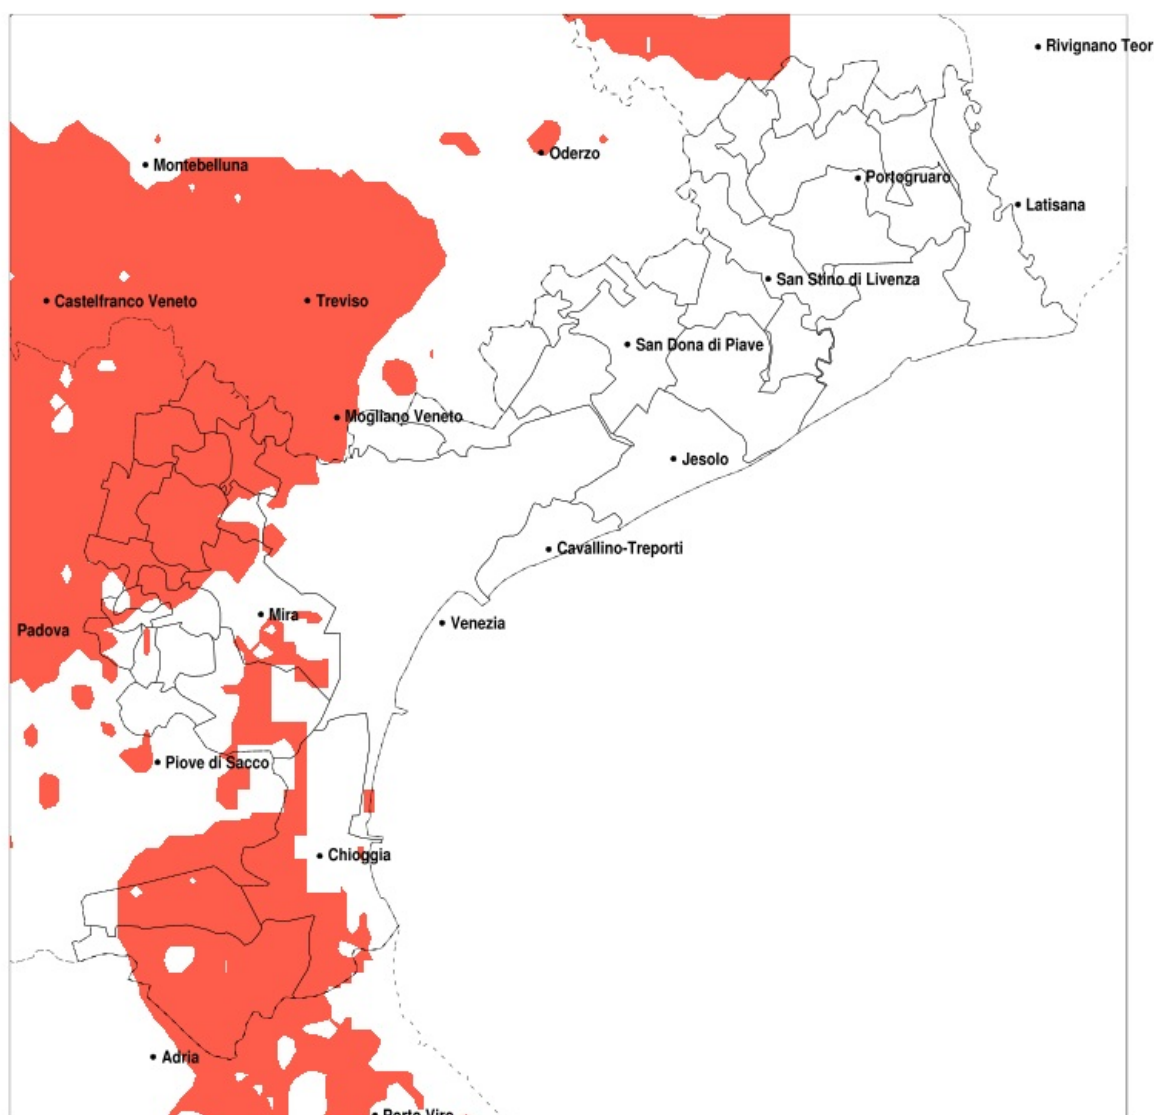 Rivignano Teor
Oderzo
Montebelluna
Portogruaro
Latisana
San Stino di Livenza
Castelfranco Veneto
Treviso
San Dona di Piave
Mogliano Veneto
Jesolo
Cavallino-Treporti
Mira
Venezia
Padova
Piove di Sacco
Chioggia
Adria
Porto Viro